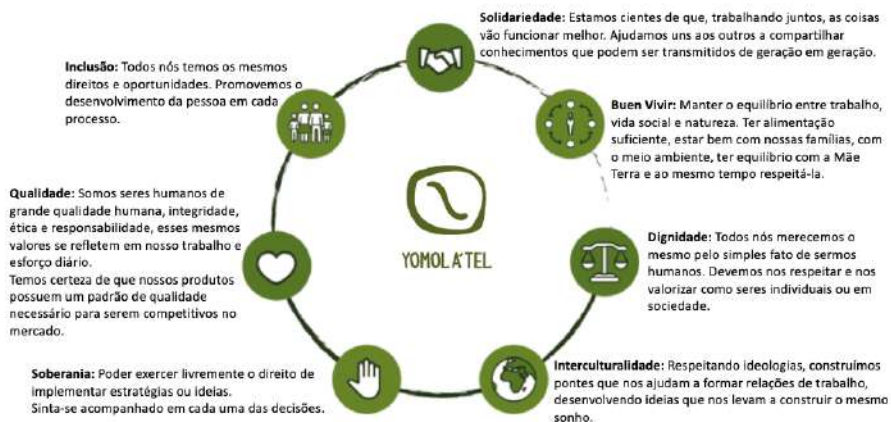 Solidariedade: Estamos cientes de que, trabalhando juntos, as coisas
vão funcionar melhor. Ajudamos uns aos outros a compartilhar
conhecimentos que podem ser transmitidos de geração em geração.
Buen Vivir: Manter o equilíbrio entre trabalho,
vida social e natureza. Ter alimentação
suficiente, estar bem com nossas famílias, com
o meio ambiente, ter equilíbrio com a Mãe
Terra e ao mesmo tempo respeitá-la.
Dignidade: Todos nós merecemos o
mesmo pelo simples fato de sermos
humanos. Devemos nos respeitar e nos
valorizar como seres individuais ou em
sociedade.
Interculturalidade: Respeitando ideologias, construímos
pontes que nos ajudam a formar relações de trabalho,
desenvolvendo ideias que nos levam a construir o mesmo
sonho.
Soberania: Poder exercer livremente o direito de
implementar estratégias ou ideias.
Sinta-se acompanhado em cada uma das decisões.
Qualidade: Somos seres humanos de
grande qualidade humana, integridade,
ética e responsabilidade, esses mesmos
valores se refletem em nosso trabalho e
esforço diário.
Temos certeza de que nossos produtos
possuem um padrão de qualidade
necessário para serem competitivos no
mercado.
Inclusão: Todos nós temos os mesmos
direitos e oportunidades. Promovemos o
desenvolvimento da pessoa em cada
processo.
YOMOL A'TEL